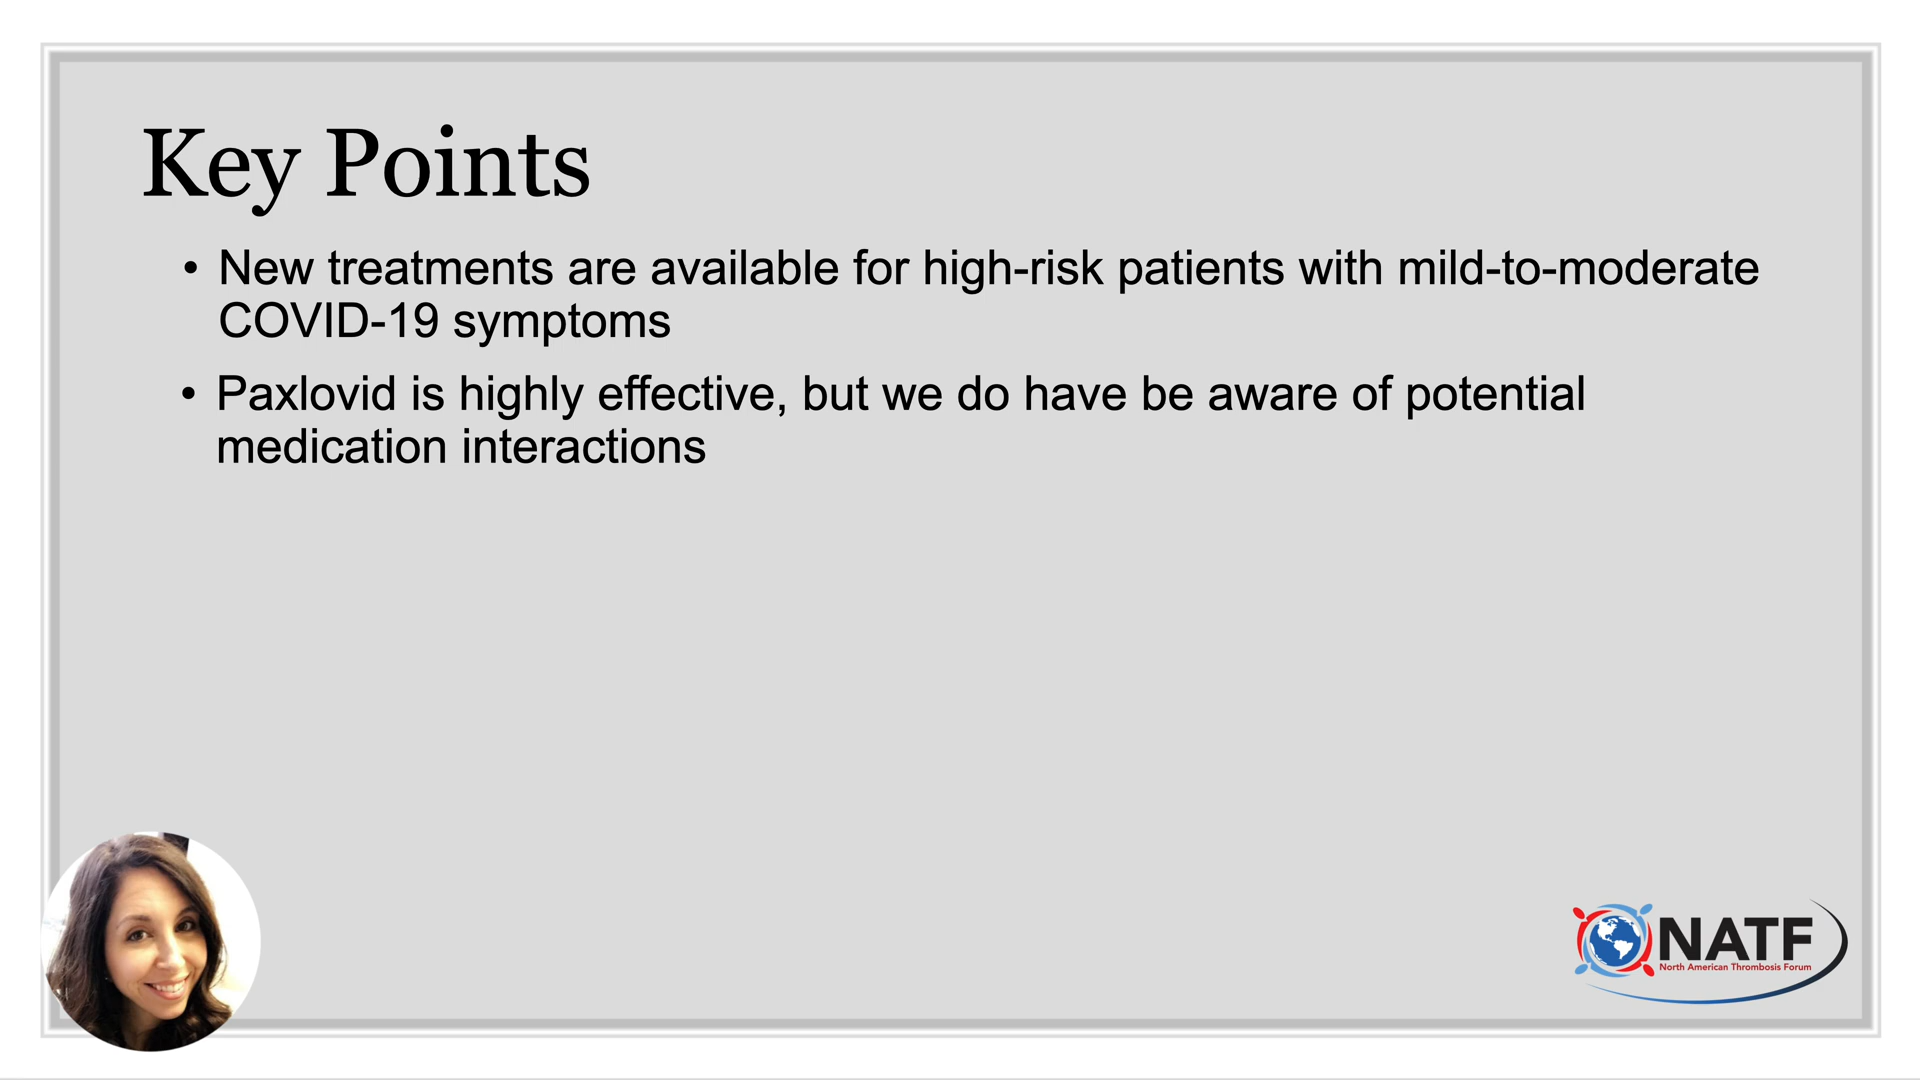 Key Points
• New treatments are available for high-risk patients with mild-to-moderate
COVID-19 symptoms
• Paxlovid is highly effective, but we do have be aware of potential
medication interactions
NATF
North American Thrombosis Forum